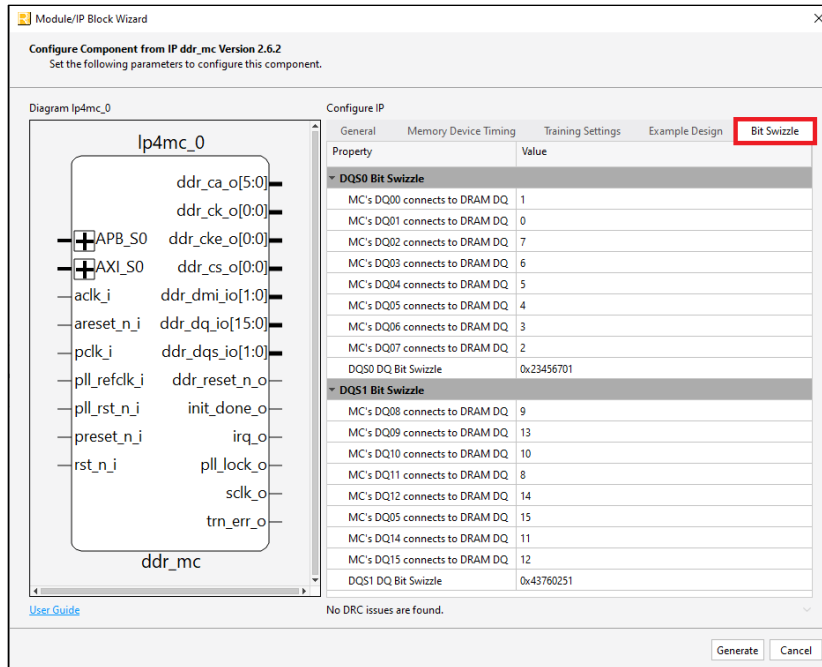 Module/IP Block Wizard
Configure Component from IP ddr_mc Version 2.6.2
Set the following parameters to configure this component.
Diagram lp4mc_0
lp4mc_0
ddr_ca_o[5:0]
ddr_ck_o[0:0]
APB_S0 ddr_cke_o[0:0]
AXI_S0 ddr_cs_o[0:0]
aclk_i ddr_dmi_io[1:0]
areset_n_i ddr_dq_io[15:0]
pclk_i ddr_dqs_io[1:0]
pll_refclk_i ddr_reset_n_o
pll_rst_n_i init_done_o
preset_n_i irq_o
rst_n_i pll_lock_o
sclk_o
trn_err_o
ddr_mc
User Guide
Configure IP
General Memory Device Timing Training Settings Example Design Bit Swizzle
Property Value
DQS0 Bit Swizzle
MC's DQ00 connects to DRAM DQ 1
MC's DQ01 connects to DRAM DQ 0
MC's DQ02 connects to DRAM DQ 7
MC's DQ03 connects to DRAM DQ 6
MC's DQ04 connects to DRAM DQ 5
MC's DQ05 connects to DRAM DQ 4
MC's DQ06 connects to DRAM DQ 3
MC's DQ07 connects to DRAM DQ 2
DQS0 DQ Bit Swizzle 0x23456701
DQS1 Bit Swizzle
MC's DQ08 connects to DRAM DQ 9
MC's DQ09 connects to DRAM DQ 13
MC's DQ10 connects to DRAM DQ 10
MC's DQ11 connects to DRAM DQ 8
MC's DQ12 connects to DRAM DQ 14
MC's DQ05 connects to DRAM DQ 15
MC's DQ14 connects to DRAM DQ 11
MC's DQ15 connects to DRAM DQ 12
DQS1 DQ Bit Swizzle 0x43760251
No DRC issues are found.
Generate Cancel